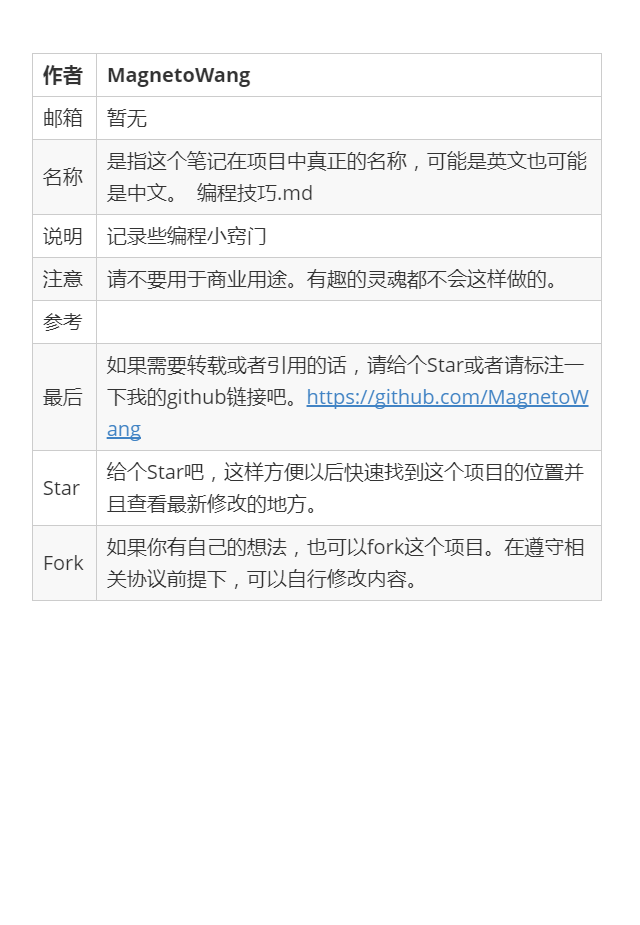 作者 MagnetoWang
邮箱 暂无
名称 是指这个笔记在项目中真正的名称，可能是英文也可能
是中文。 编程技巧.md
说明 记录些编程小窍门
注意 请不要用于商业用途。有趣的灵魂都不会这样做的。
参考
最后 如果需要转载或者引用的话，请给个Star或者请标注一
下我的github链接吧。https://github.com/MagnetoW
ang
Star 给个Star吧，这样方便以后快速找到这个项目的位置并
且查看最新修改的地方。
Fork 如果你有自己的想法，也可以fork这个项目。在遵守相
关协议前提下，可以自行修改内容。